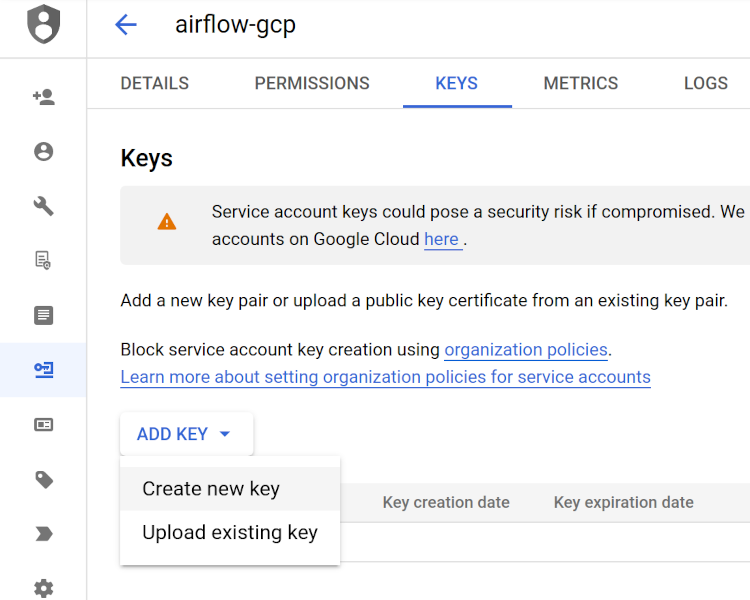 airflow-gcp
DETAILS PERMISSIONS KEYS METRICS LOGS
Keys
Service account keys could pose a security risk if compromised. We
accounts on Google Cloud here .
Add a new key pair or upload a public key certificate from an existing key pair.
Block service account key creation using organization policies.
Learn more about setting organization policies for service accounts
ADD KEY
Create new key
Key creation date Key expiration date
Upload existing key